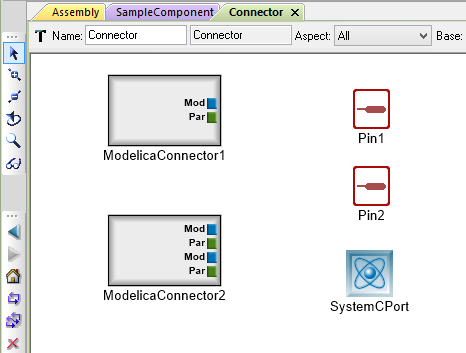 Assembly SampleComponent Connector
T Name: Connector Connector Aspect: All Base:
Mod
Par
ModelicaConnector1
Pin1
Mod
Par
Mod
Par
ModelicaConnector2
Pin2
SystemCPort